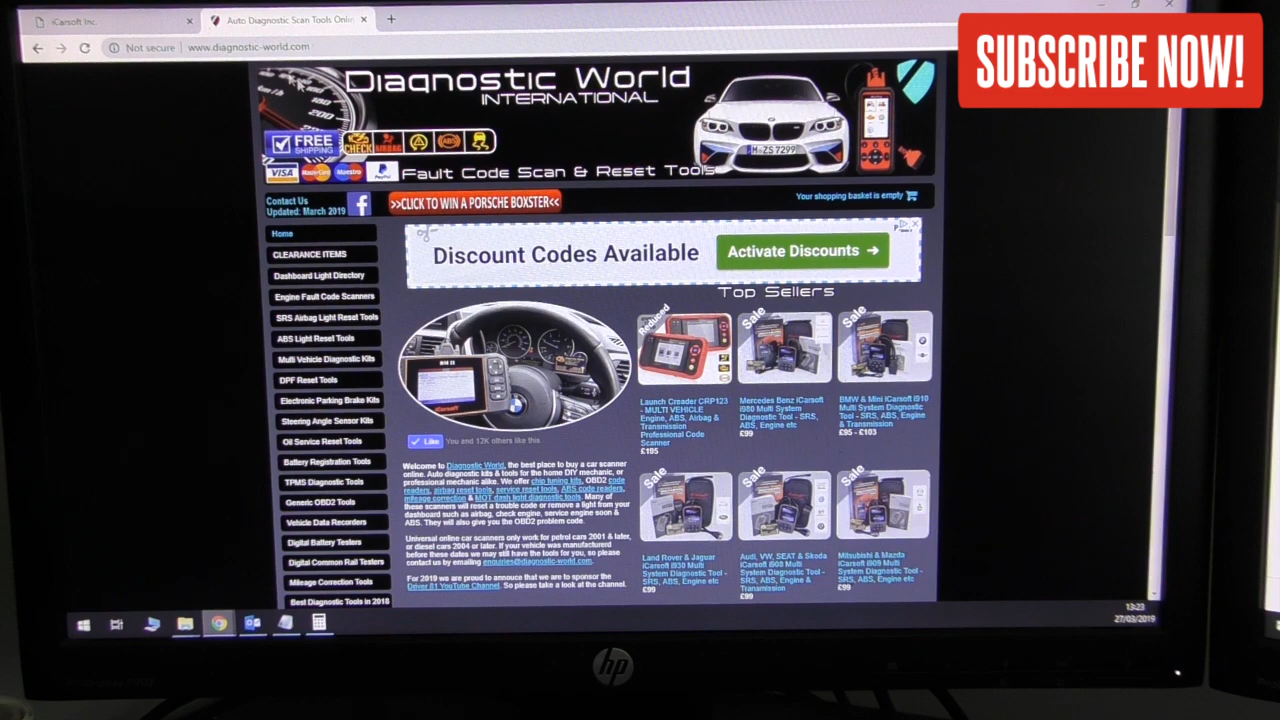 iCarsoft Inc.
Auto Diagnostic Scan Tools Onlin
Not secure | www.diagnostic-world.com
SUBSCRIBE NOW!
Diagnostic World
INTERNATIONAL
FREE
SHIPPING
CHECK
AIRBAG
ABS
H-ZS 7299
VISA
MasterCard
Maestro
PayPal
Fault Code Scan & Reset Tools
Contact Us
Updated: March 2019
>>CLICK TO WIN A PORSCHE BOXSTER<<
Your shopping basket is empty
Home
CLEARANCE ITEMS
Dashboard Light Directory
Engine Fault Code Scanners
SRS Airbag Light Reset Tools
ABS Light Reset Tools
Multi Vehicle Diagnostic Kits
DPF Reset Tools
Electronic Parking Brake Kits
Steering Angle Sensor Kits
Oil Service Reset Tools
Battery Registration Tools
TPMS Diagnostic Tools
Generic OBD2 Tools
Vehicle Data Recorders
Digital Battery Testers
Digital Common Rail Testers
Mileage Correction Tools
Best Diagnostic Tools in 2018
Discount Codes Available
Activate Discounts →
Top Sellers
iCarsoft
Like
You and 12K others like this.
Welcome to Diagnostic World, the best place to buy a car scanner
online. Auto diagnostic kits & tools for the home DIY mechanic, or
professional mechanic alike. We offer chip tuning kits, OBD2 code
readers, airbag reset tools, service reset tools, ABS code readers,
mileage correction & MOT dash light diagnostic tools. Many of
these scanners will reset a trouble code or remove a light from your
dashboard such as airbag, check engine, service engine soon &
ABS. They will also give you the OBD2 problem code.
Universal online car scanners only work for petrol cars 2001 & later,
or diesel cars 2004 or later. If your vehicle was manufactured
before these dates we may still have the tools for you, so please
contact us by emailing enquiries@diagnostic-world.com.
For 2019 we are proud to annouce that we are to sponsor the
Driver 61 YouTube Channel. So please take a look at the channel.
Reduced
Launch Creader CRP123
- MULTI VEHICLE
Engine, ABS, Airbag &
Transmission
Professional Code
Scanner
£195
Sale
Mercedes Benz iCarsoft
i980 Multi System
Diagnostic Tool - SRS,
ABS, Engine etc
£99
Sale
BMW & Mini iCarsoft i910
Multi System Diagnostic
Tool - SRS, ABS, Engine
& Transmission
£95 - £103
Sale
Land Rover & Jaguar
iCarsoft i930 Multi
System Diagnostic Tool -
SRS, ABS, Engine etc
£99
Sale
Audi, VW, SEAT & Skoda
iCarsoft i908 Multi
System Diagnostic Tool -
SRS, ABS, Engine &
Transmission
£99
Sale
Mitsubishi & Mazda
iCarsoft i909 Multi
System Diagnostic Tool -
SRS, ABS, Engine etc
£99
13:23
27/03/2019
hp